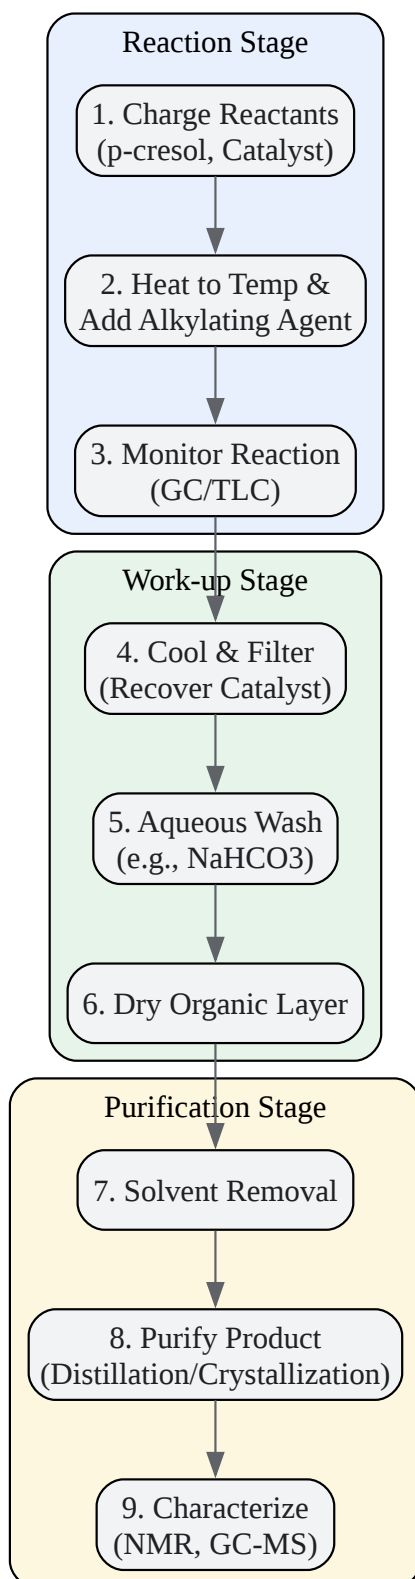 Reaction Stage
1. Charge Reactants
(p-cresol, Catalyst)
2. Heat to Temp &
Add Alkylating Agent
3. Monitor Reaction
(GC/TLC)
Work-up Stage
4. Cool & Filter
(Recover Catalyst)
5. Aqueous Wash
(e.g., NaHCO3)
6. Dry Organic Layer
Purification Stage
7. Solvent Removal
8. Purify Product
(Distillation/Crystallization)
9. Characterize
(NMR, GC-MS)